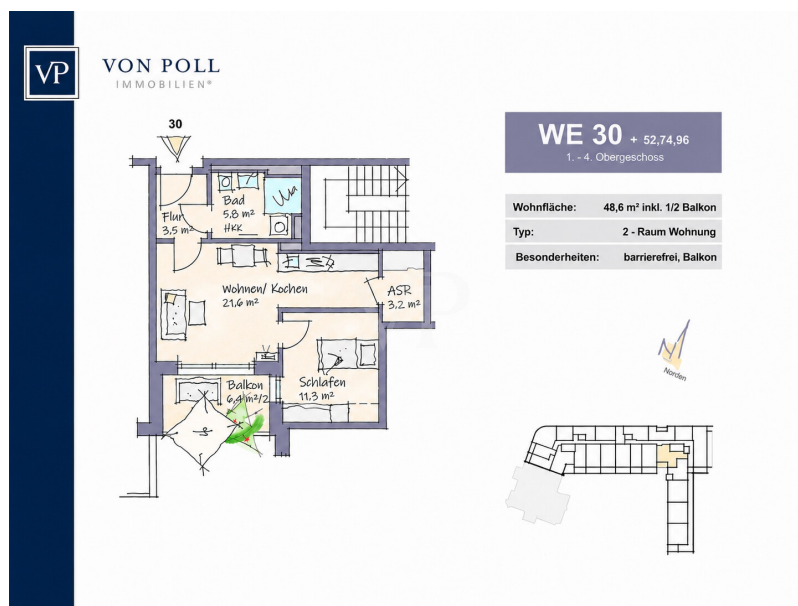 VP
VON POLL
IMMOBILIEN®
30
WE 30 + 52,74,96
1. - 4. Obergeschoss
Wohnfläche: 48,6 m² inkl. 1/2 Balkon
Typ: 2 - Raum Wohnung
Besonderheiten: barrierefrei, Balkon
Bad
5,8 m²
HKK
Flur
3,5 m²
Wohnen/ Kochen
21,6 m²
ASR
3,2 m²
Balkon
6,4 m²/2
Schlafen
11,3 m²
Norden
VP